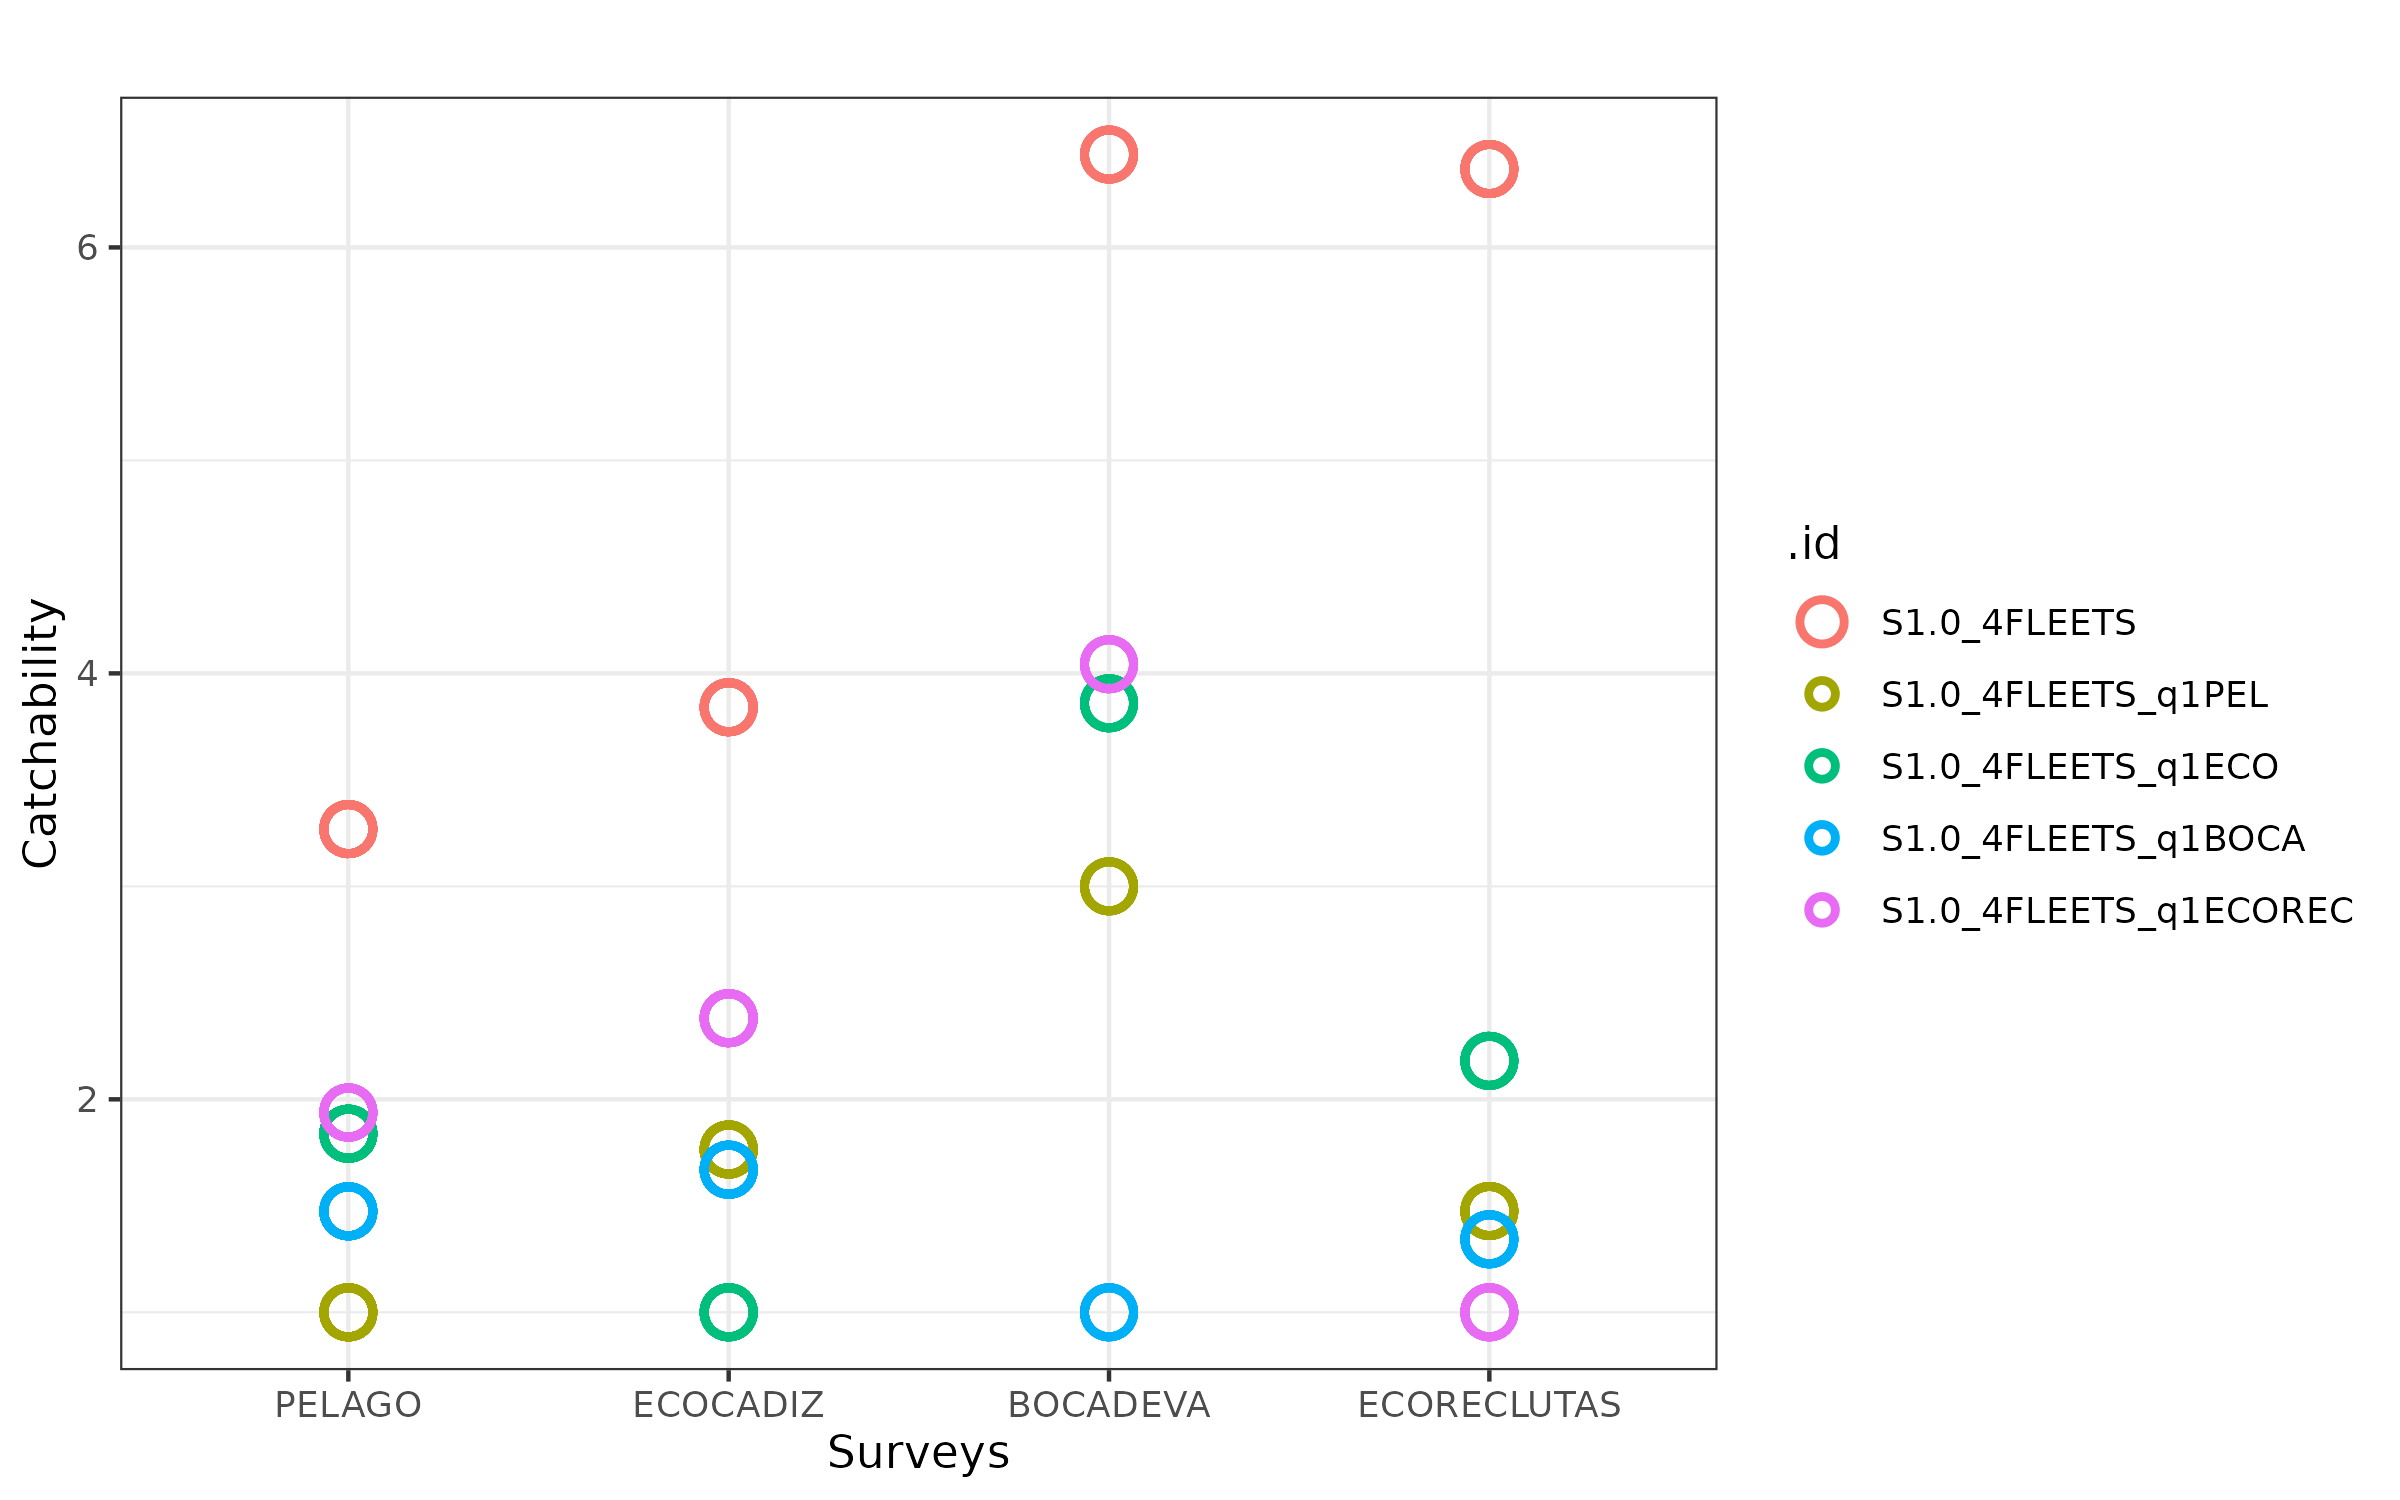 Catchability
6
4
2
PELAGO
ECOCADIZ
BOCADEVA
ECORECLUTAS
Surveys
.id
S1.0_4FLEETS
S1.0_4FLEETS_q1PEL
S1.0_4FLEETS_q1ECO
S1.0_4FLEETS_q1BOCA
S1.0_4FLEETS_q1ECOREC